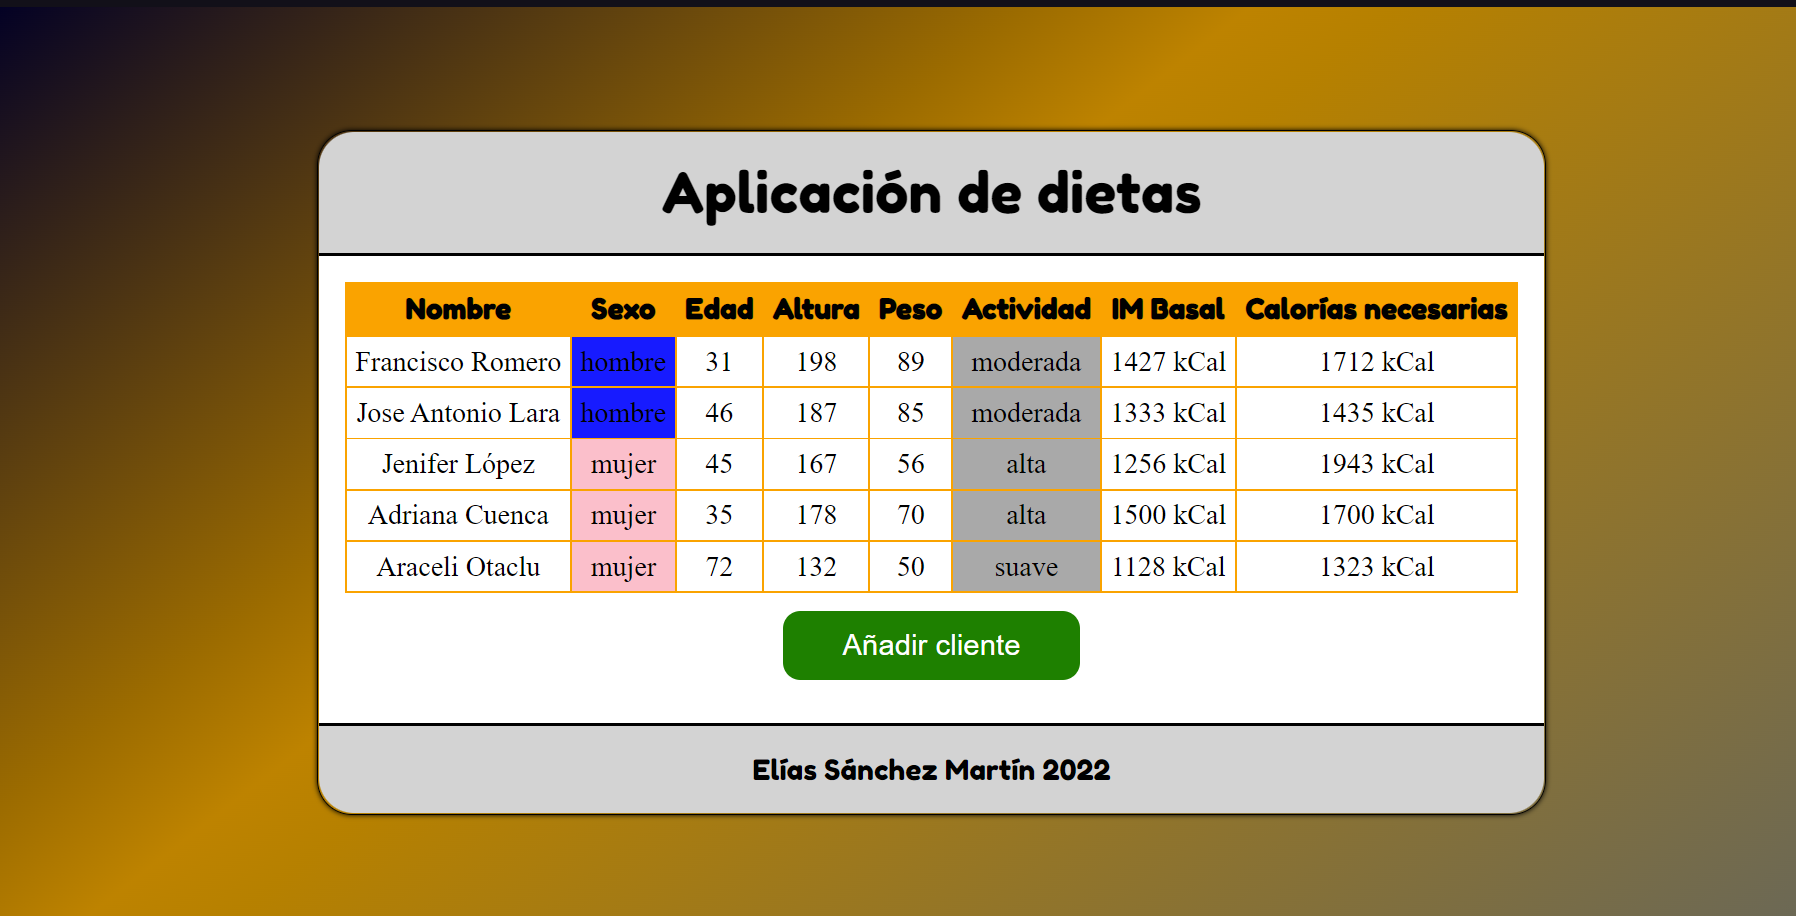 Aplicación de dietas
Nombre Sexo Edad Altura Peso Actividad IM Basal Calorías necesarias
Francisco Romero hombre 31 198 89 moderada 1427 kCal 1712 kCal
Jose Antonio Lara hombre 46 187 85 moderada 1333 kCal 1435 kCal
Jenifer López mujer 45 167 56 alta 1256 kCal 1943 kCal
Adriana Cuenca mujer 35 178 70 alta 1500 kCal 1700 kCal
Araceli Otaclu mujer 72 132 50 suave 1128 kCal 1323 kCal
Añadir cliente
Elías Sánchez Martín 2022